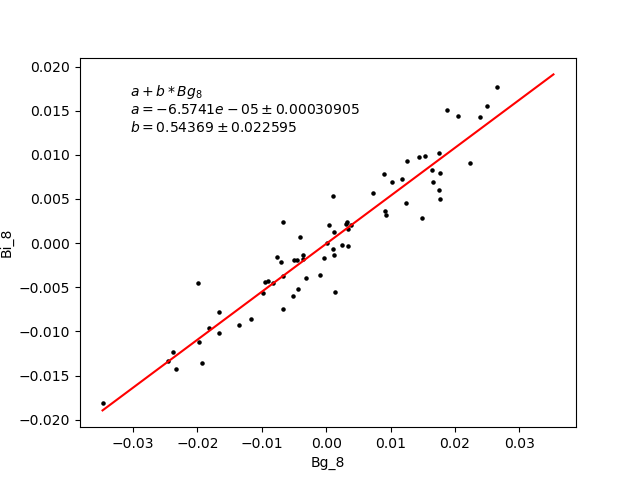 0.020
0.015
0.010
0.005
0.000
−0.005
−0.010
−0.015
−0.020
Bi_8
a + b * Bg₈
a = −6.5741e − 05 ± 0.00030905
b = 0.54369 ± 0.022595
−0.03 −0.02 −0.01 0.00 0.01 0.02 0.03
Bg_8